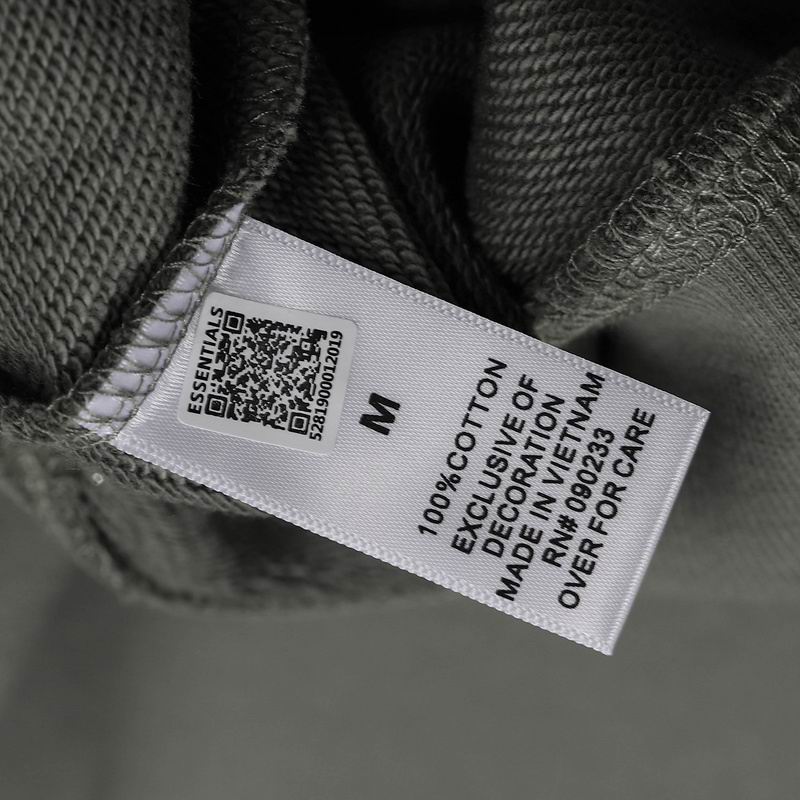 ESSENTIALS
5281900012019
M
100%COTTON
EXCLUSIVE OF
DECORATION
MADE IN VIETNAM
RN# 090233
OVER FOR CARE